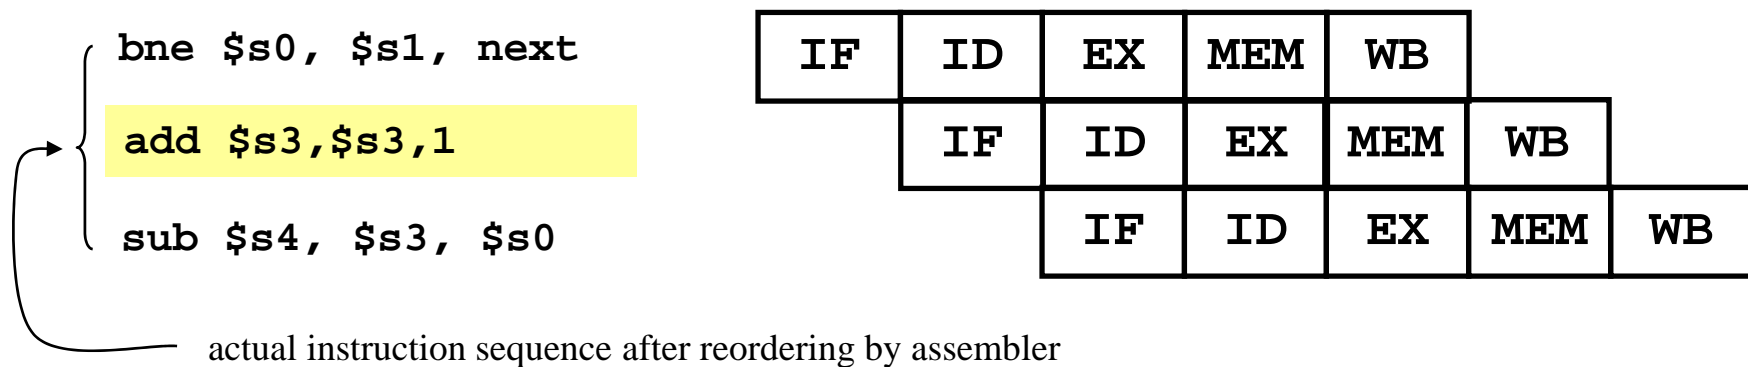 bne $s0, $s1, next IF ID EX MEM WB
add $s3,$s3,1 IF ID EX MEM WB
sub $s4, $s3, $s0 IF ID EX MEM WB
actual instruction sequence after reordering by assembler